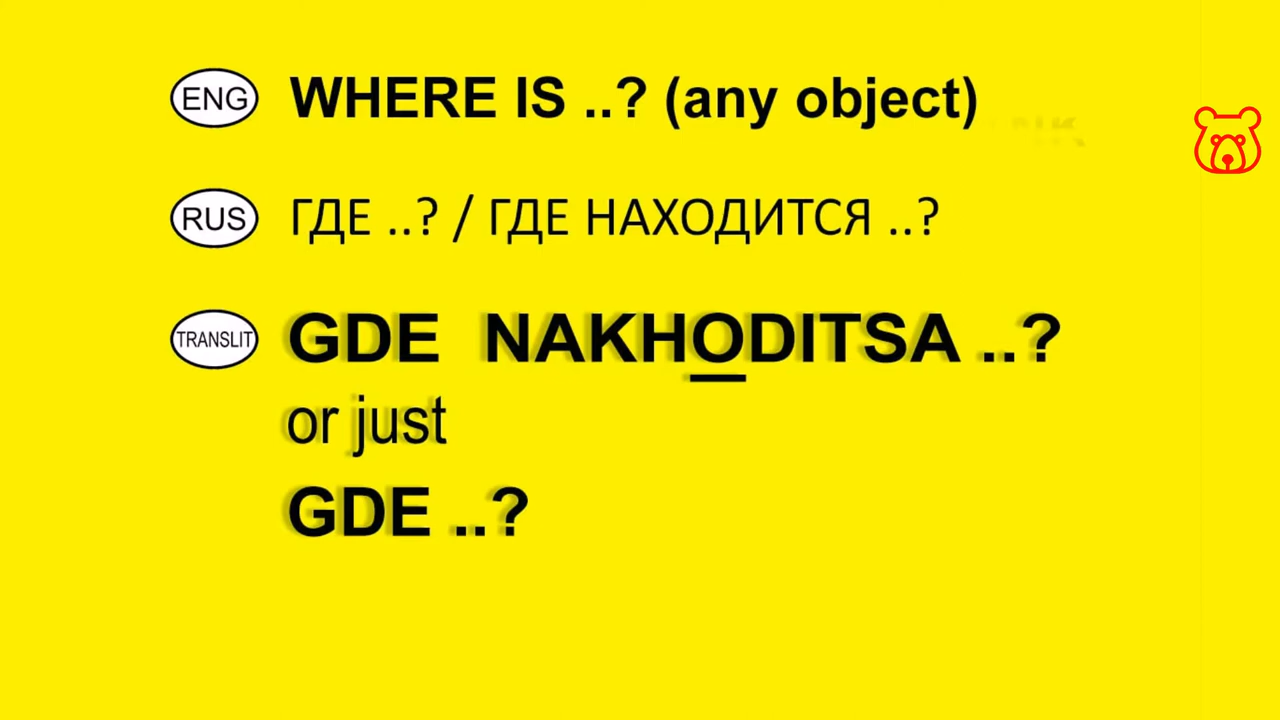 ENG WHERE IS ..? (any object)
RUS ГДЕ ..? / ГДЕ НАХОДИТСЯ ..?
TRANSLIT GDE NAKHODITSA ..?
or just
GDE ..?